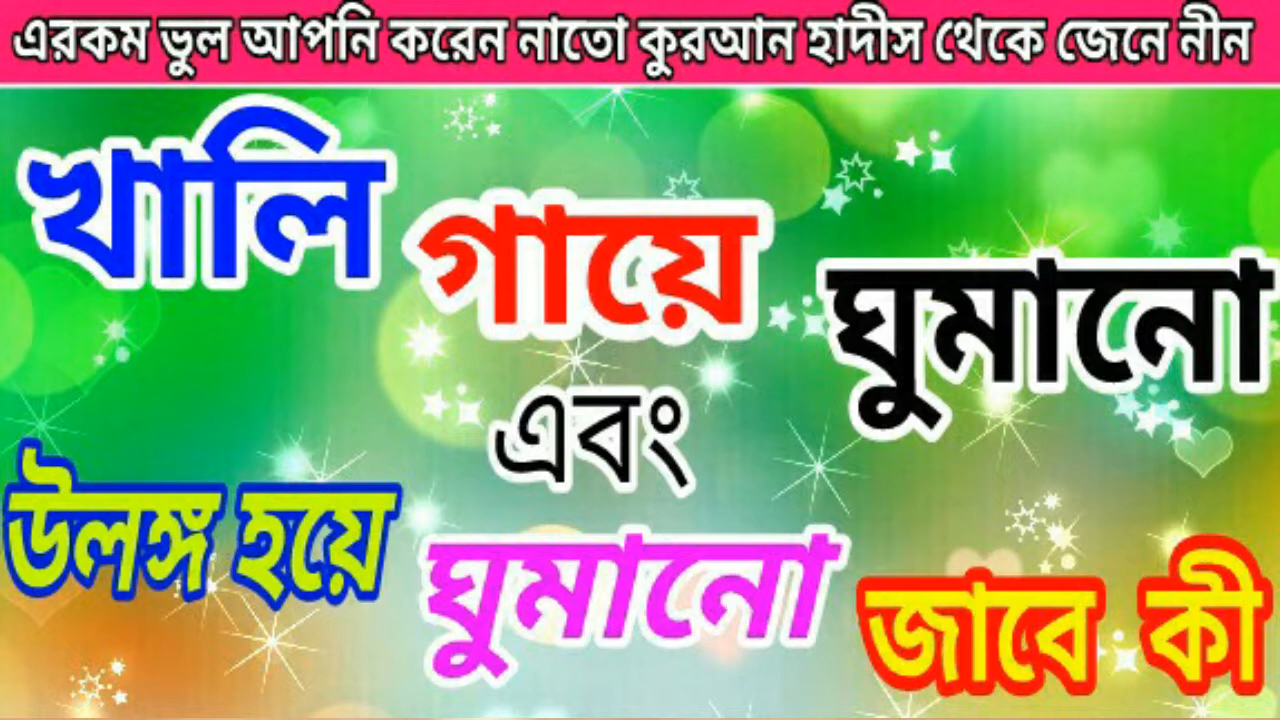 এরকম ভুল আপনি করেন নাতো কুরআন হাদীস থেকে জেনে নীন
খালি গায়ে ঘুমানো
এবং
উলঙ্গ হয়ে ঘুমানো জাবে কী